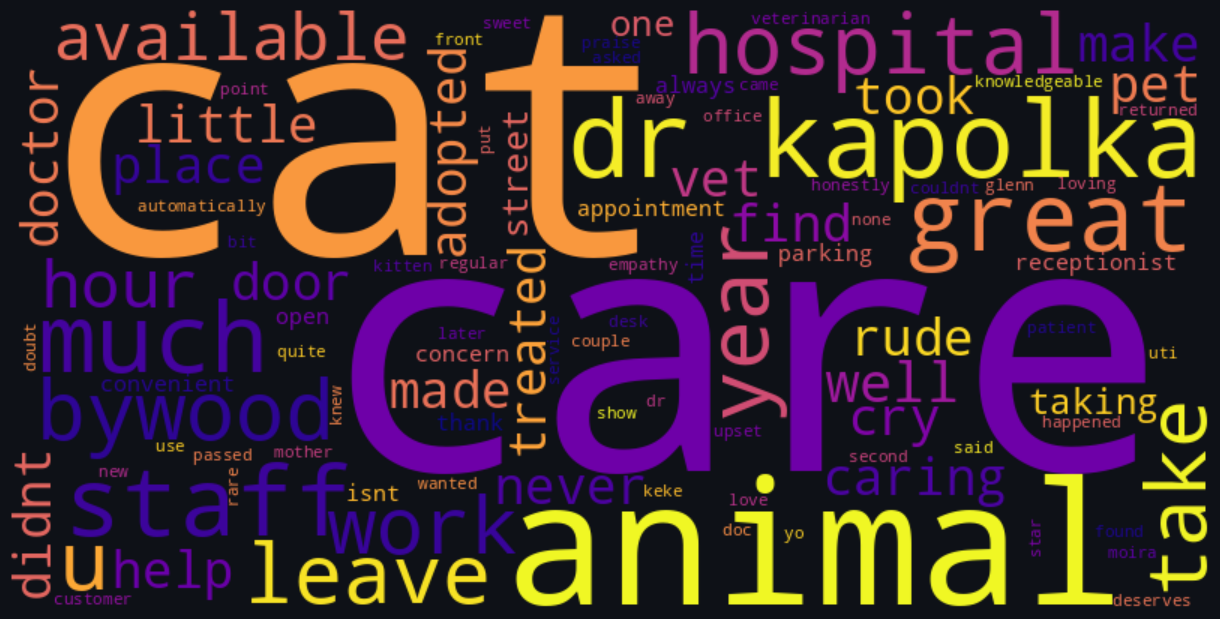 sweet
veterinarian
available
front
one
praise
hospital
make
asked
cat
always
came
knowledgeable
pet
point
away
took
returned
doctor
little
adopted
put
street
office
dr kapolka
place
vet
honestly
couldnt
glenn
loving
automatically
appointment
find
none
great
bit
time
year
parking
kitten
regular
treated
empathy
receptionist
hour
door
care
open
much
doubt
later
service
desk
rude
patient
quite
concern
couple
uti
convenient
made
well
bywood
knew
show
dr
taking
thank
cry
happened
upset
use
passed
mother
said
take
didnt
new
rare
wanted
second
staff
isnt
never
keke
caring
love
work
animal
doc
yo
star
found
u
help
leave
moira
customer
deserves